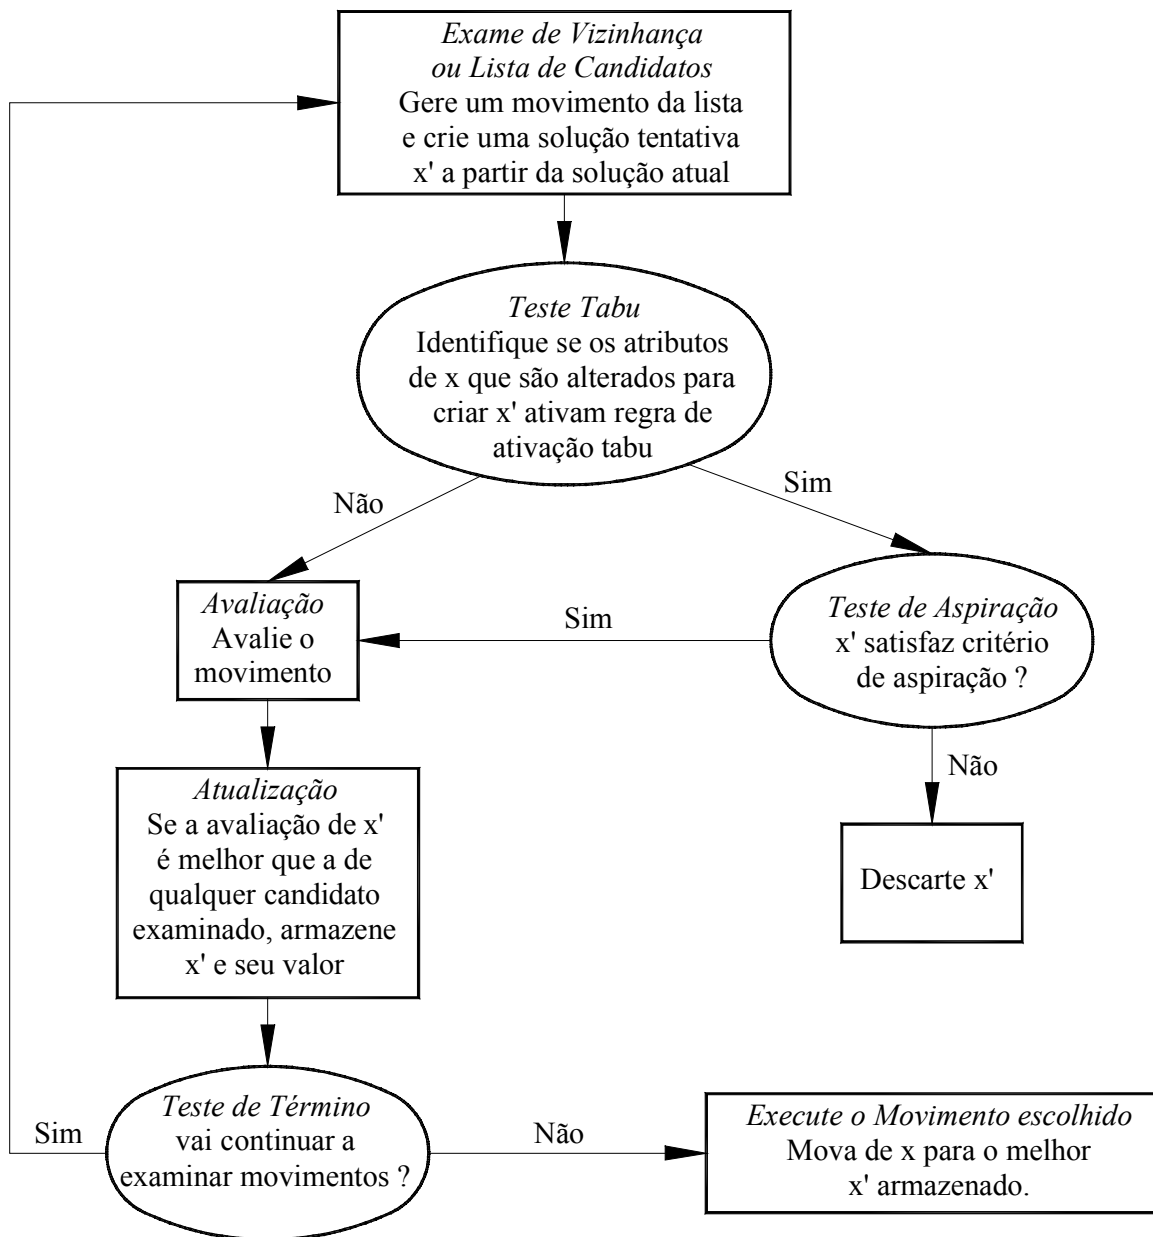 Exame de Vizinhança
ou Lista de Candidatos
Gere um movimento da lista
e crie uma solução tentativa
x' a partir da solução atual
Teste Tabu
Identifique se os atributos
de x que são alterados para
criar x' ativam regra de
ativação tabu
Não
Sim
Avaliação
Avalie o
movimento
Sim
Teste de Aspiração
x' satisfaz critério
de aspiração ?
Não
Atualização
Se a avaliação de x'
é melhor que a de
qualquer candidato
examinado, armazene
x' e seu valor
Descarte x'
Sim
Teste de Término
vai continuar a
examinar movimentos ?
Não
Execute o Movimento escolhido
Mova de x para o melhor
x' armazenado.